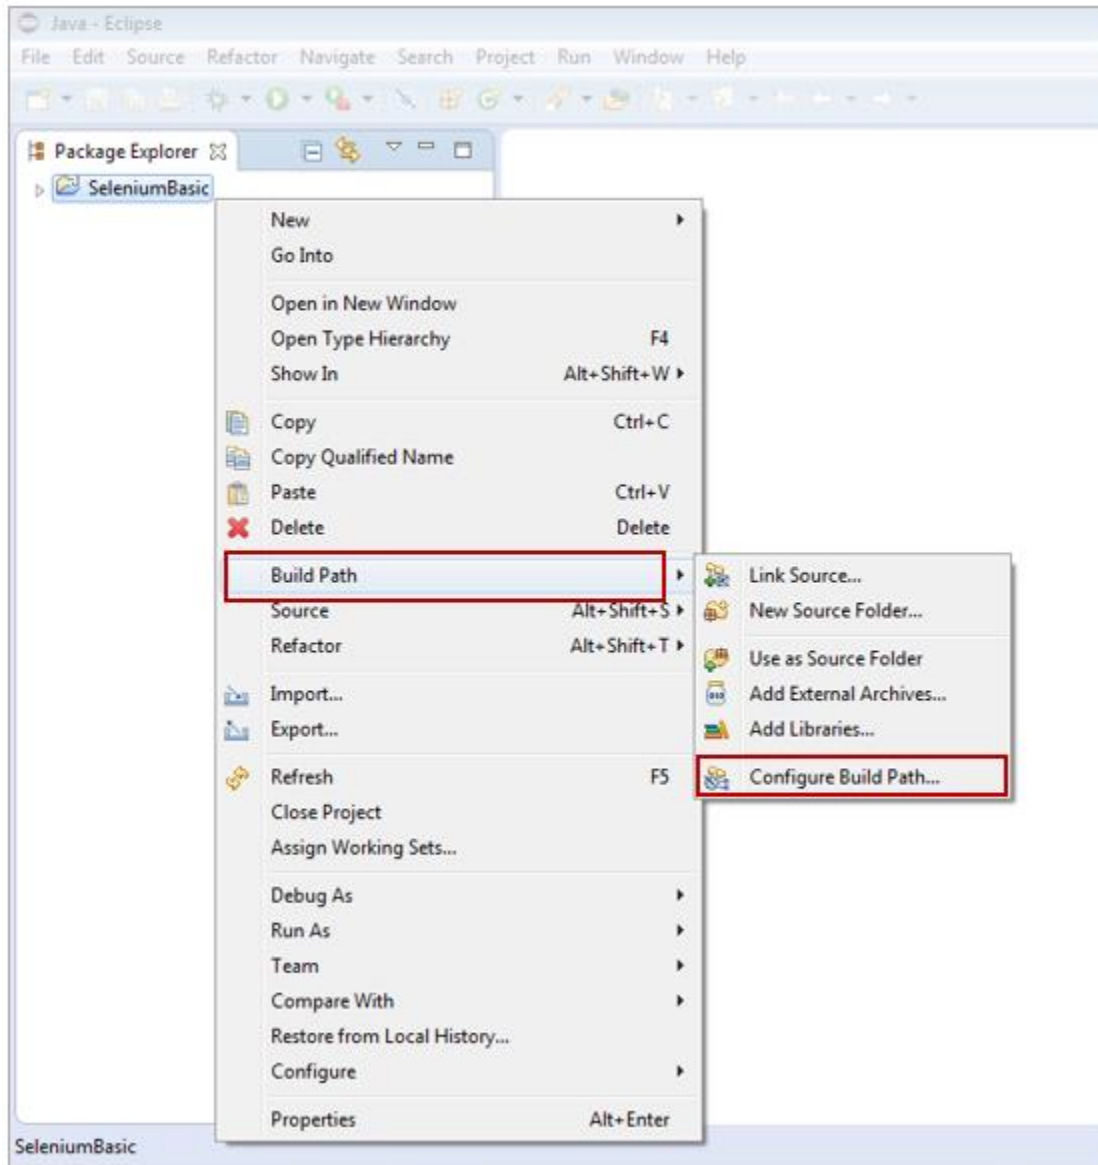 Java - Eclipse
File Edit Source Refactor Navigate Search Project Run Window Help
Package Explorer
SeleniumBasic
New
Go Into
Open in New Window
Open Type Hierarchy F4
Show In Alt+Shift+W
Copy Ctrl+C
Copy Qualified Name
Paste Ctrl+V
Delete Delete
Build Path
Source Alt+Shift+S
Refactor Alt+Shift+T
Import...
Export...
Refresh F5
Close Project
Assign Working Sets...
Debug As
Run As
Team
Compare With
Restore from Local History...
Configure
Properties Alt+Enter
Link Source...
New Source Folder...
Use as Source Folder
Add External Archives...
Add Libraries...
Configure Build Path...
SeleniumBasic